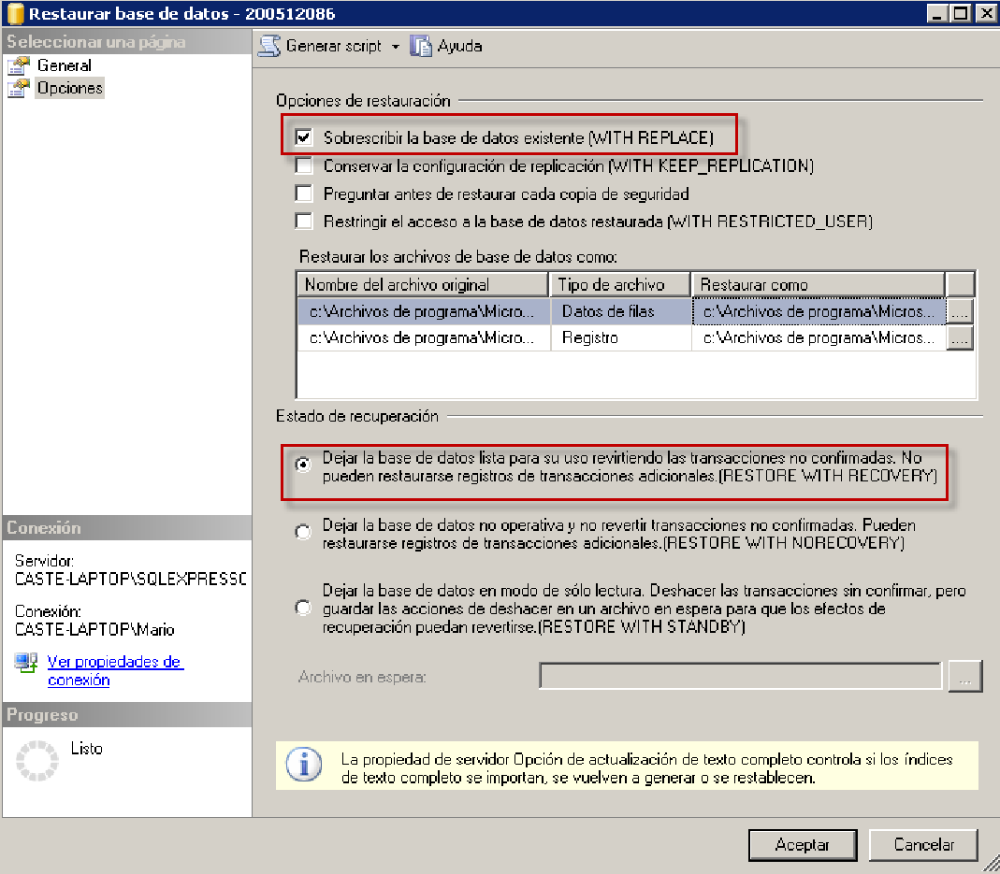 Restaurar base de datos - 200512086
Seleccionar una página
General
Opciones
Generar script
Ayuda
Opciones de restauración
Sobrescribir la base de datos existente (WITH REPLACE)
Conservar la configuración de replicación (WITH KEEP_REPLICATION)
Preguntar antes de restaurar cada copia de seguridad
Restringir el acceso a la base de datos restaurada (WITH RESTRICTED_USER)
Restaurar los archivos de base de datos como:
Nombre del archivo original Tipo de archivo Restaurar como
c:\Archivos de programa\Micro... Datos de filas c:\Archivos de programa\Micros... ....
c:\Archivos de programa\Micro... Registro c:\Archivos de programa\Micros... ....
Estado de recuperación
Dejar la base de datos lista para su uso revirtiendo las transacciones no confirmadas. No
pueden restaurarse registros de transacciones adicionales.(RESTORE WITH RECOVERY)
Dejar la base de datos no operativa y no revertir transacciones no confirmadas. Pueden
restaurarse registros de transacciones adicionales.(RESTORE WITH NORECOVERY)
Dejar la base de datos en modo de sólo lectura. Deshacer las transacciones sin confirmar, pero
guardar las acciones de deshacer en un archivo en espera para que los efectos de
recuperación puedan revertirse.(RESTORE WITH STANDBY)
Archivo en espera:
...
Conexión
Servidor:
CASTE-LAPTOP\SQLEXPRESSO
Conexión:
CASTE-LAPTOP\Mario
Ver propiedades de
conexión
Progreso
Listo
La propiedad de servidor Opción de actualización de texto completo controla si los índices
de texto completo se importan, se vuelven a generar o se restablecen.
Aceptar
Cancelar